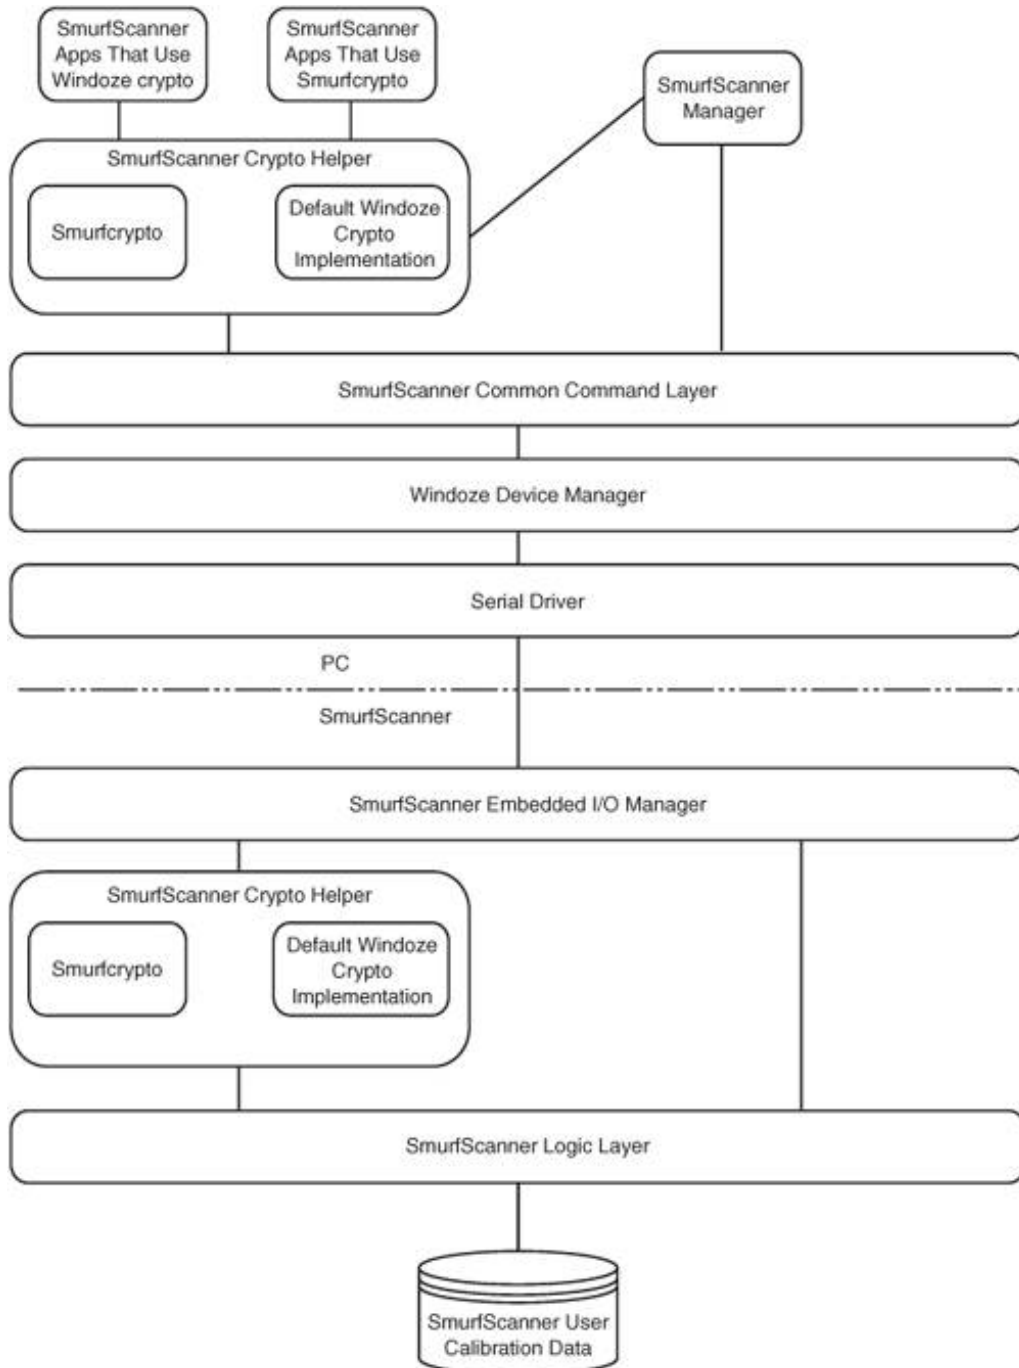 SmurfScanner
Apps That Use
Windoze crypto
SmurfScanner
Apps That Use
Smurfcrypto
SmurfScanner
Manager
SmurfScanner Crypto Helper
Smurfcrypto
Default Windoze
Crypto
Implementation
SmurfScanner Common Command Layer
Windoze Device Manager
Serial Driver
PC
SmurfScanner
SmurfScanner Embedded I/O Manager
SmurfScanner Crypto Helper
Smurfcrypto
Default Windoze
Crypto
Implementation
SmurfScanner Logic Layer
SmurfScanner User
Calibration Data